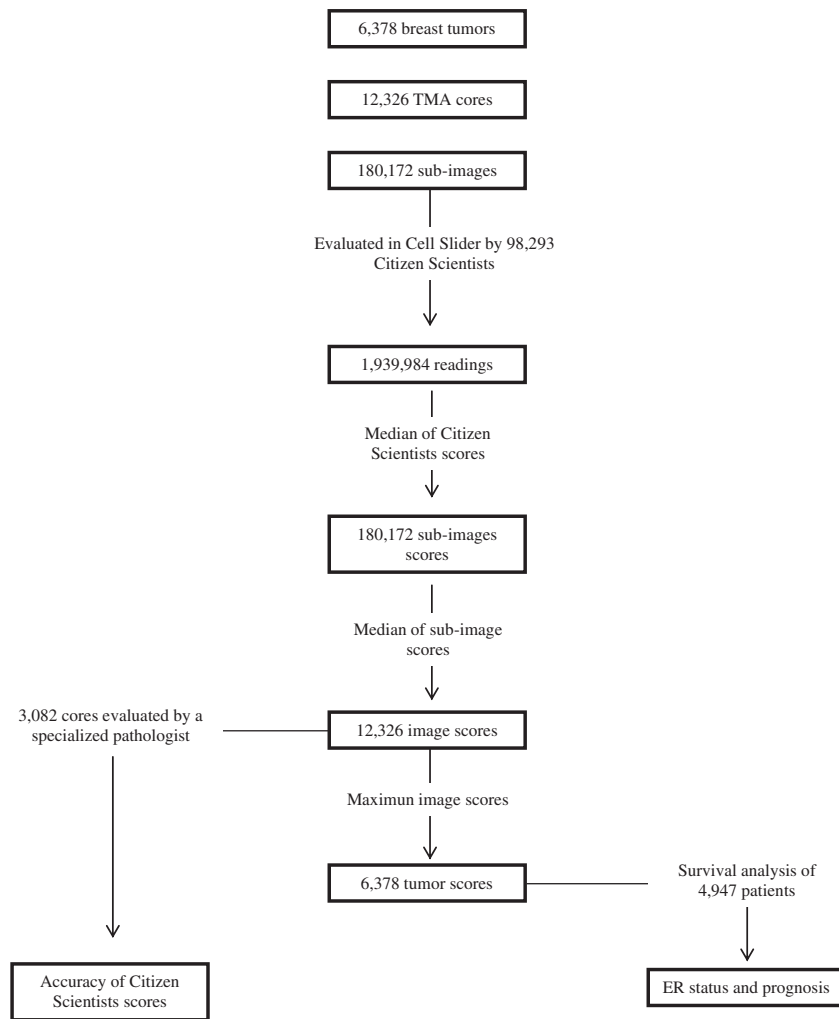 6,378 breast tumors
12,326 TMA cores
180,172 sub-images
Evaluated in Cell Slider by 98,293
Citizen Scientists
1,939,984 readings
Median of Citizen
Scientists scores
180,172 sub-images
scores
Median of sub-image
scores
3,082 cores evaluated by a
specialized pathologist
12,326 image scores
Maximun image scores
6,378 tumor scores
Survival analysis of
4,947 patients
Accuracy of Citizen
Scientists scores
ER status and prognosis